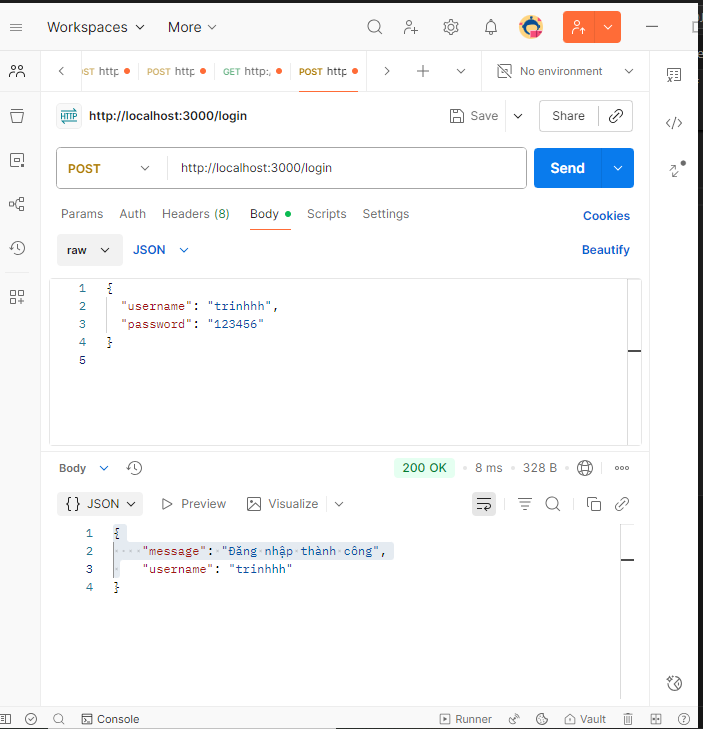 Workspaces More
ST http POST http GET http:, POST http No environment
HTTP http://localhost:3000/login Save Share
POST http://localhost:3000/login Send
Params Auth Headers (8) Body Scripts Settings Cookies
raw JSON Beautify
1 {
2 "username": "trinhhh",
3 "password": "123456"
4 }
5
Body 200 OK 8 ms 328 B
{} JSON Preview Visualize
1 {
2 "message": "Đăng nhập thành công",
3 "username": "trinhhh"
4 }
Console Runner Vault